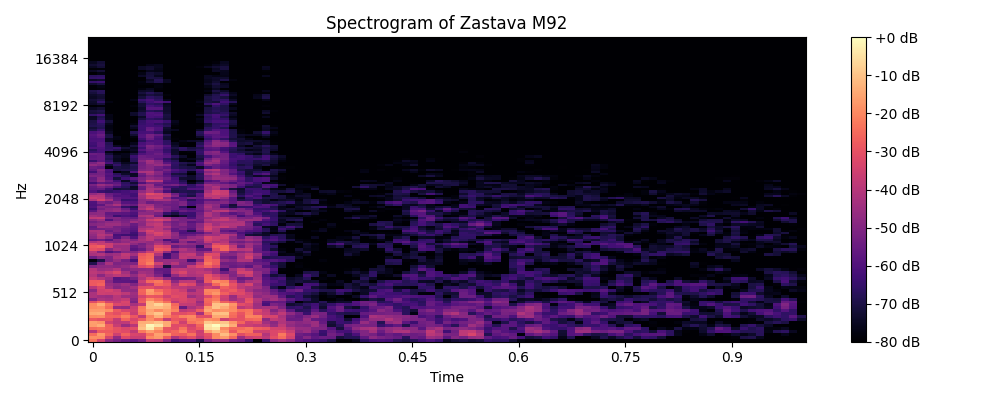 Spectrogram of Zastava M92
Hz
16384
8192
4096
2048
1024
512
0
0
0.15
0.3
0.45
0.6
0.75
0.9
Time
+0 dB
-10 dB
-20 dB
-30 dB
-40 dB
-50 dB
-60 dB
-70 dB
-80 dB